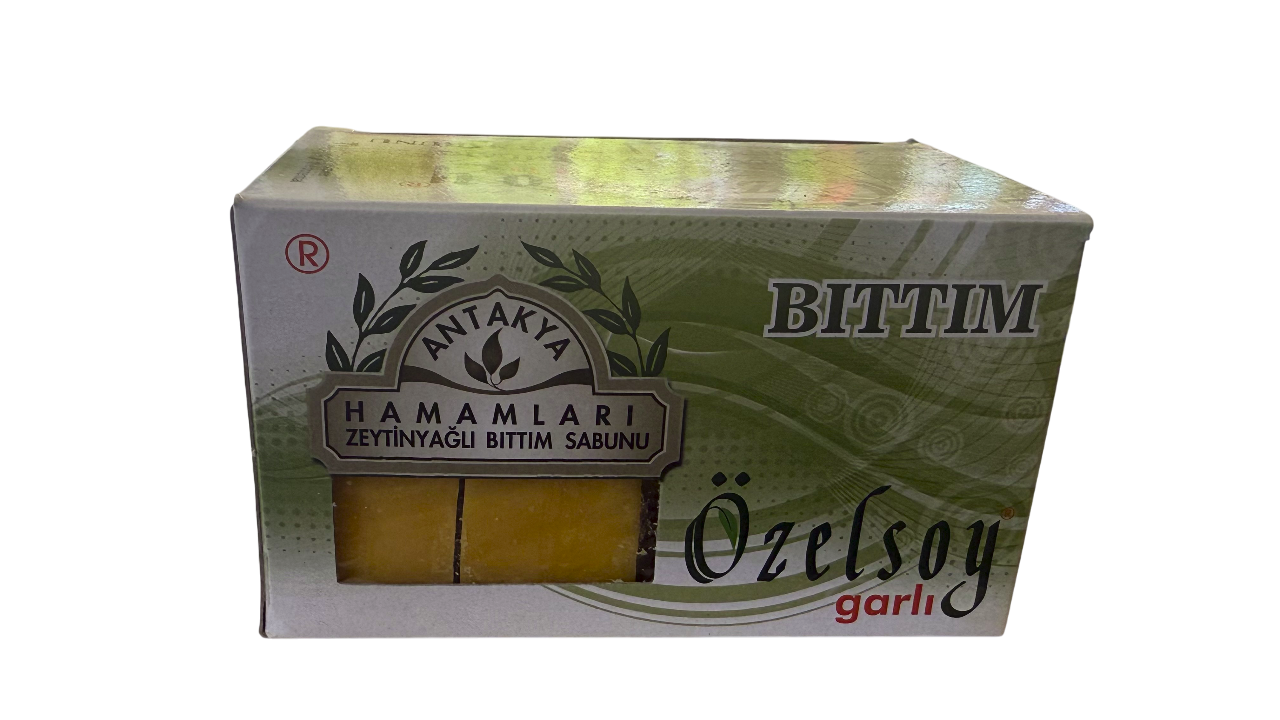 ®
ANTAKYA
HAMAMLARI
ZEYTİNYAĞLI BITTIM SABUNU
BITTIM
Özelsoy®
garlı